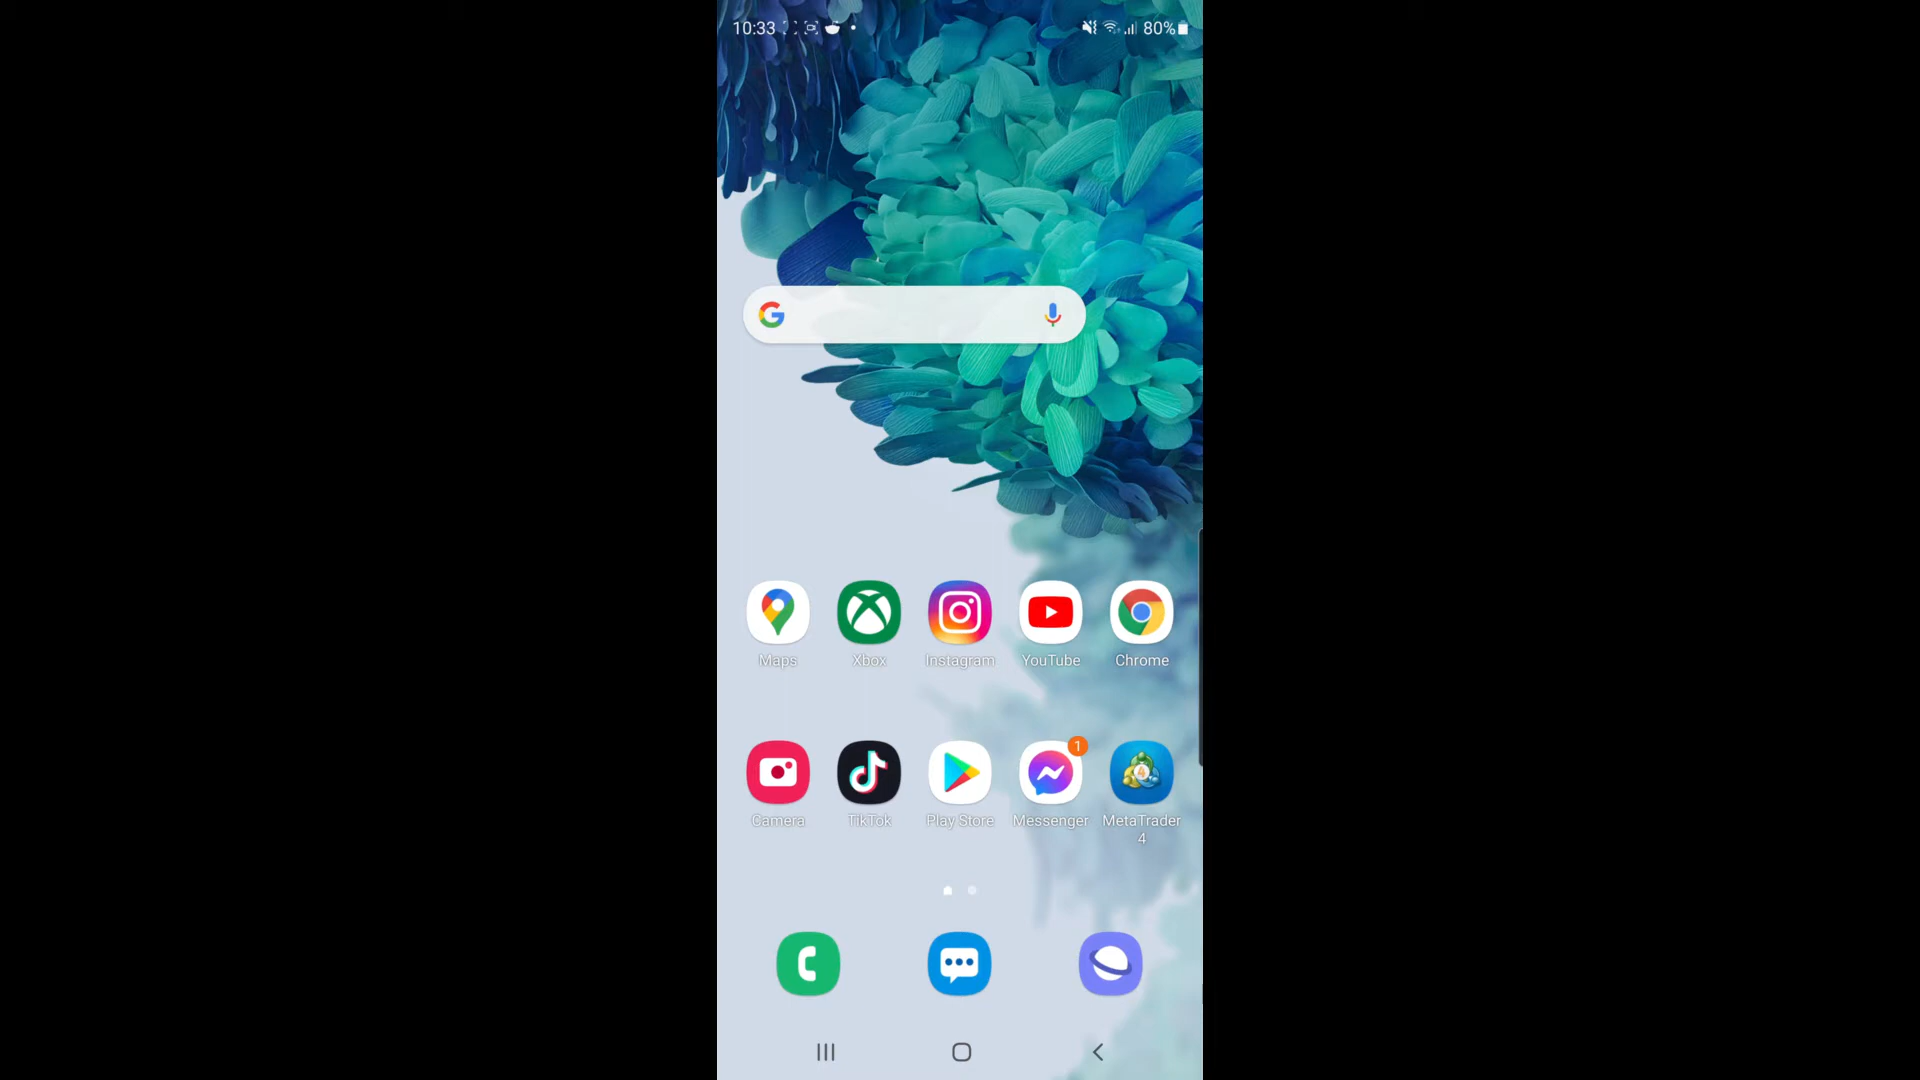 10:33 80%
Maps Xbox Instagram YouTube Chrome
1
Camera TikTok Play Store Messenger MetaTrader
4